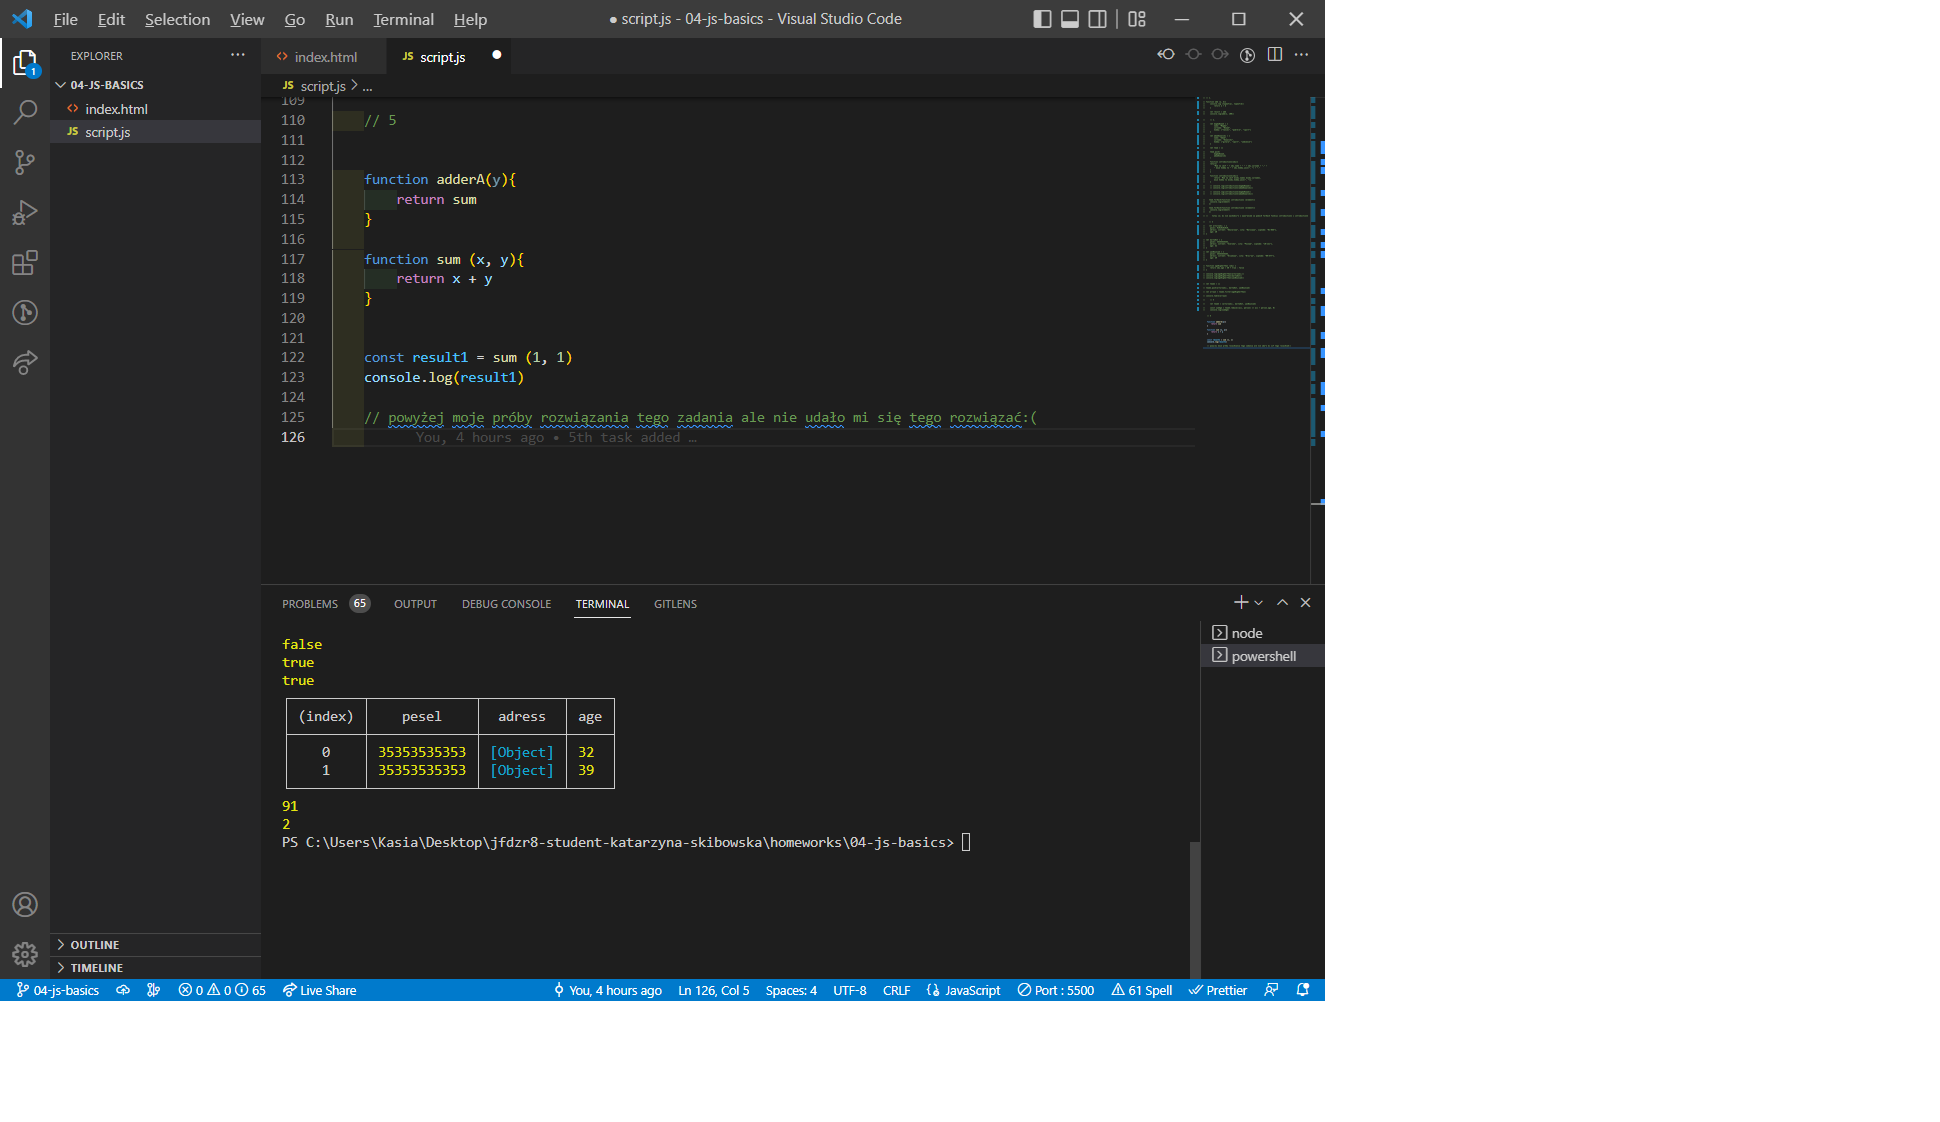 File Edit Selection View Go Run Terminal Help
● script.js - 04-js-basics - Visual Studio Code
EXPLORER
04-JS-BASICS
index.html
JS script.js
1
index.html
JS script.js
JS script.js > ...
109
110 // 5
111
112
113 function adderA(y){
114 return sum
115 }
116
117 function sum (x, y){
118 return x + y
119 }
120
121
122 const result1 = sum (1, 1)
123 console.log(result1)
124
125 // powyżej moje próby rozwiązania tego zadania ale nie udało mi się tego rozwiązać:(
126 You, 4 hours ago • 5th task added …
PROBLEMS 65 OUTPUT DEBUG CONSOLE TERMINAL GITLENS
false
true
true
(index) pesel adress age
0 35353535353 [Object] 32
1 35353535353 [Object] 39
91
2
PS C:\Users\Kasia\Desktop\jfdzr8-student-katarzyna-skibowska\homeworks\04-js-basics>
node
powershell
OUTLINE
TIMELINE
04-js-basics 0 0 65 Live Share You, 4 hours ago Ln 126, Col 5 Spaces: 4 UTF-8 CRLF JavaScript Port : 5500 61 Spell Prettier